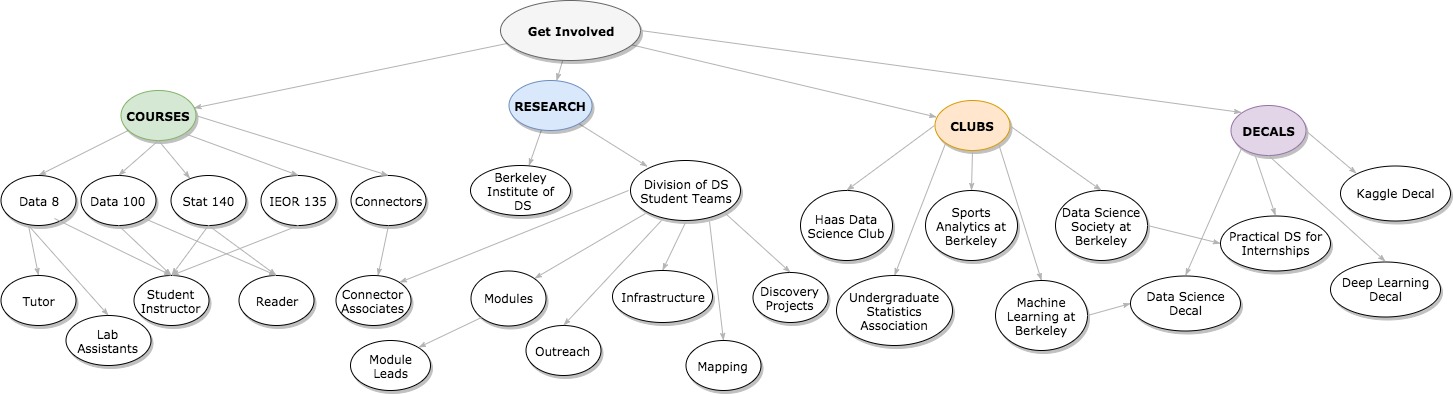 Get Involved
COURSES
RESEARCH
CLUBS
DECALS
Data 8
Data 100
Stat 140
IEOR 135
Connectors
Berkeley
Institute of
DS
Division of DS
Student Teams
Haas Data
Science Club
Sports
Analytics at
Berkeley
Data Science
Society at
Berkeley
Practical DS for
Internships
Kaggle Decal
Tutor
Lab
Assistants
Student
Instructor
Reader
Connector
Associates
Modules
Module
Leads
Outreach
Infrastructure
Mapping
Discovery
Projects
Undergraduate
Statistics
Association
Machine
Learning at
Berkeley
Data Science
Decal
Deep Learning
Decal